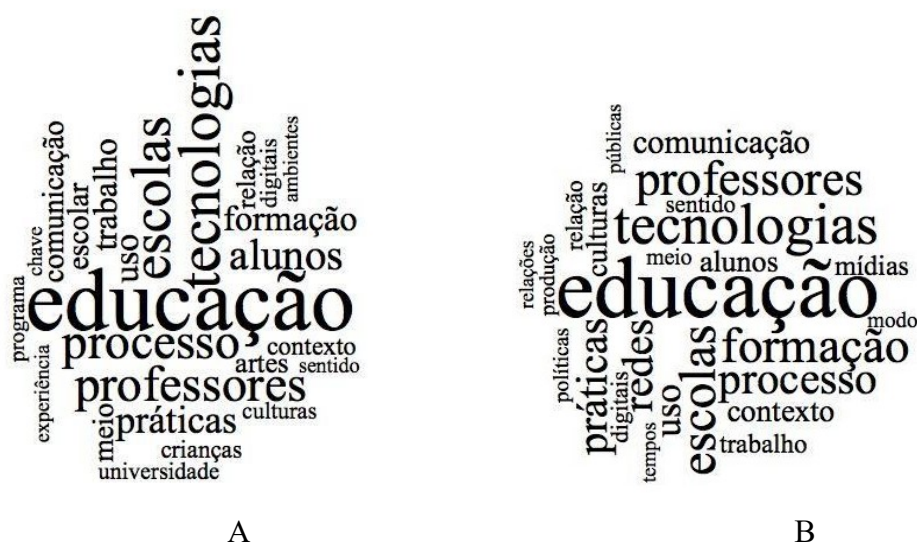 tecnologias
comunicação
trabalho
escolas
relação
digitais
ambientes
chave
escolar
uso
formação
alunos
programa
educação
processo
contexto
experiência
artes
sentido
professores
meio
práticas
culturas
crianças
universidade
A
públicas
comunicação
professores
relação
culturas
sentido
tecnologias
relações
produção
meio
alunos
mídias
educação
modo
políticas
práticas
digitais
redes
tempos
uso
escolas
formação
processo
contexto
trabalho
B